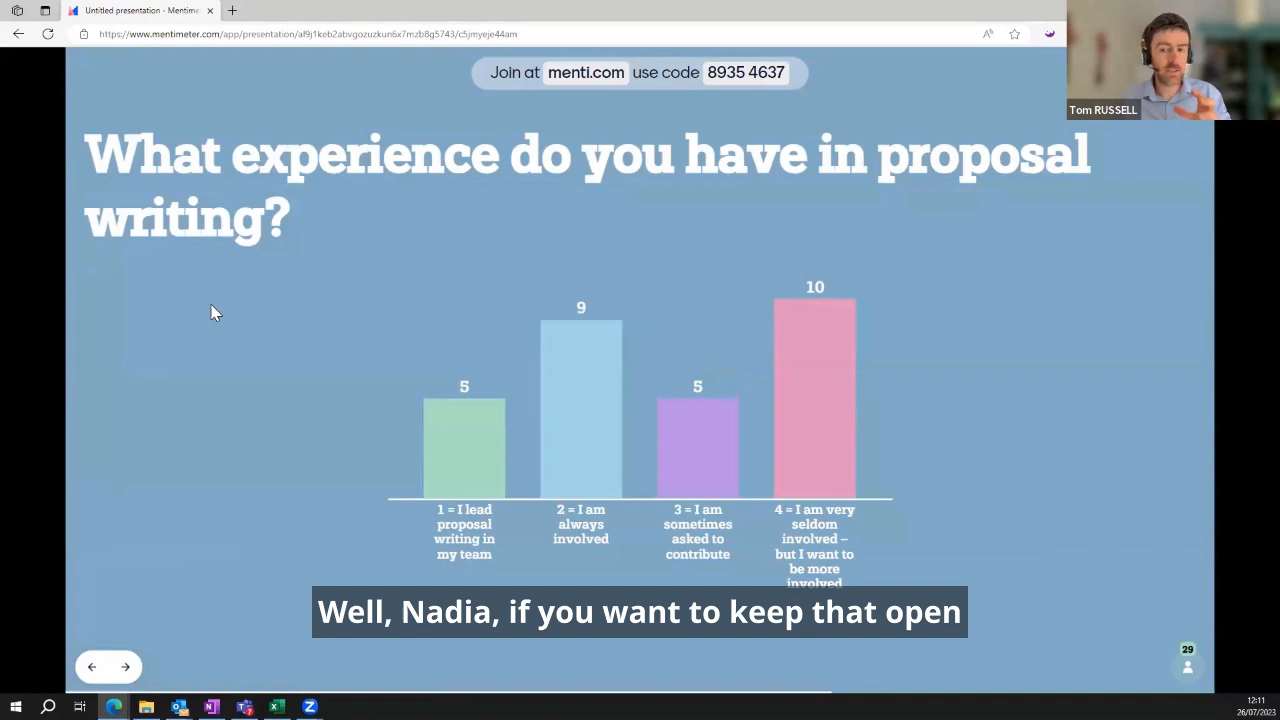 Untitled presentation - Mentime
https://www.mentimeter.com/app/presentation/al9j1keb2abvgozuzkun6x7mzb8g5743/c5jmyeje44am
Join at menti.com use code 8935 4637
Tom RUSSELL
What experience do you have in proposal
writing?
5
9
5
10
1 = I lead
proposal
writing in
my team
2 = I am
always
involved
3 = I am
sometimes
asked to
contribute
4 = I am very
seldom
involved –
but I want to
be more
involved
Well, Nadia, if you want to keep that open
29
12:11
26/07/2023